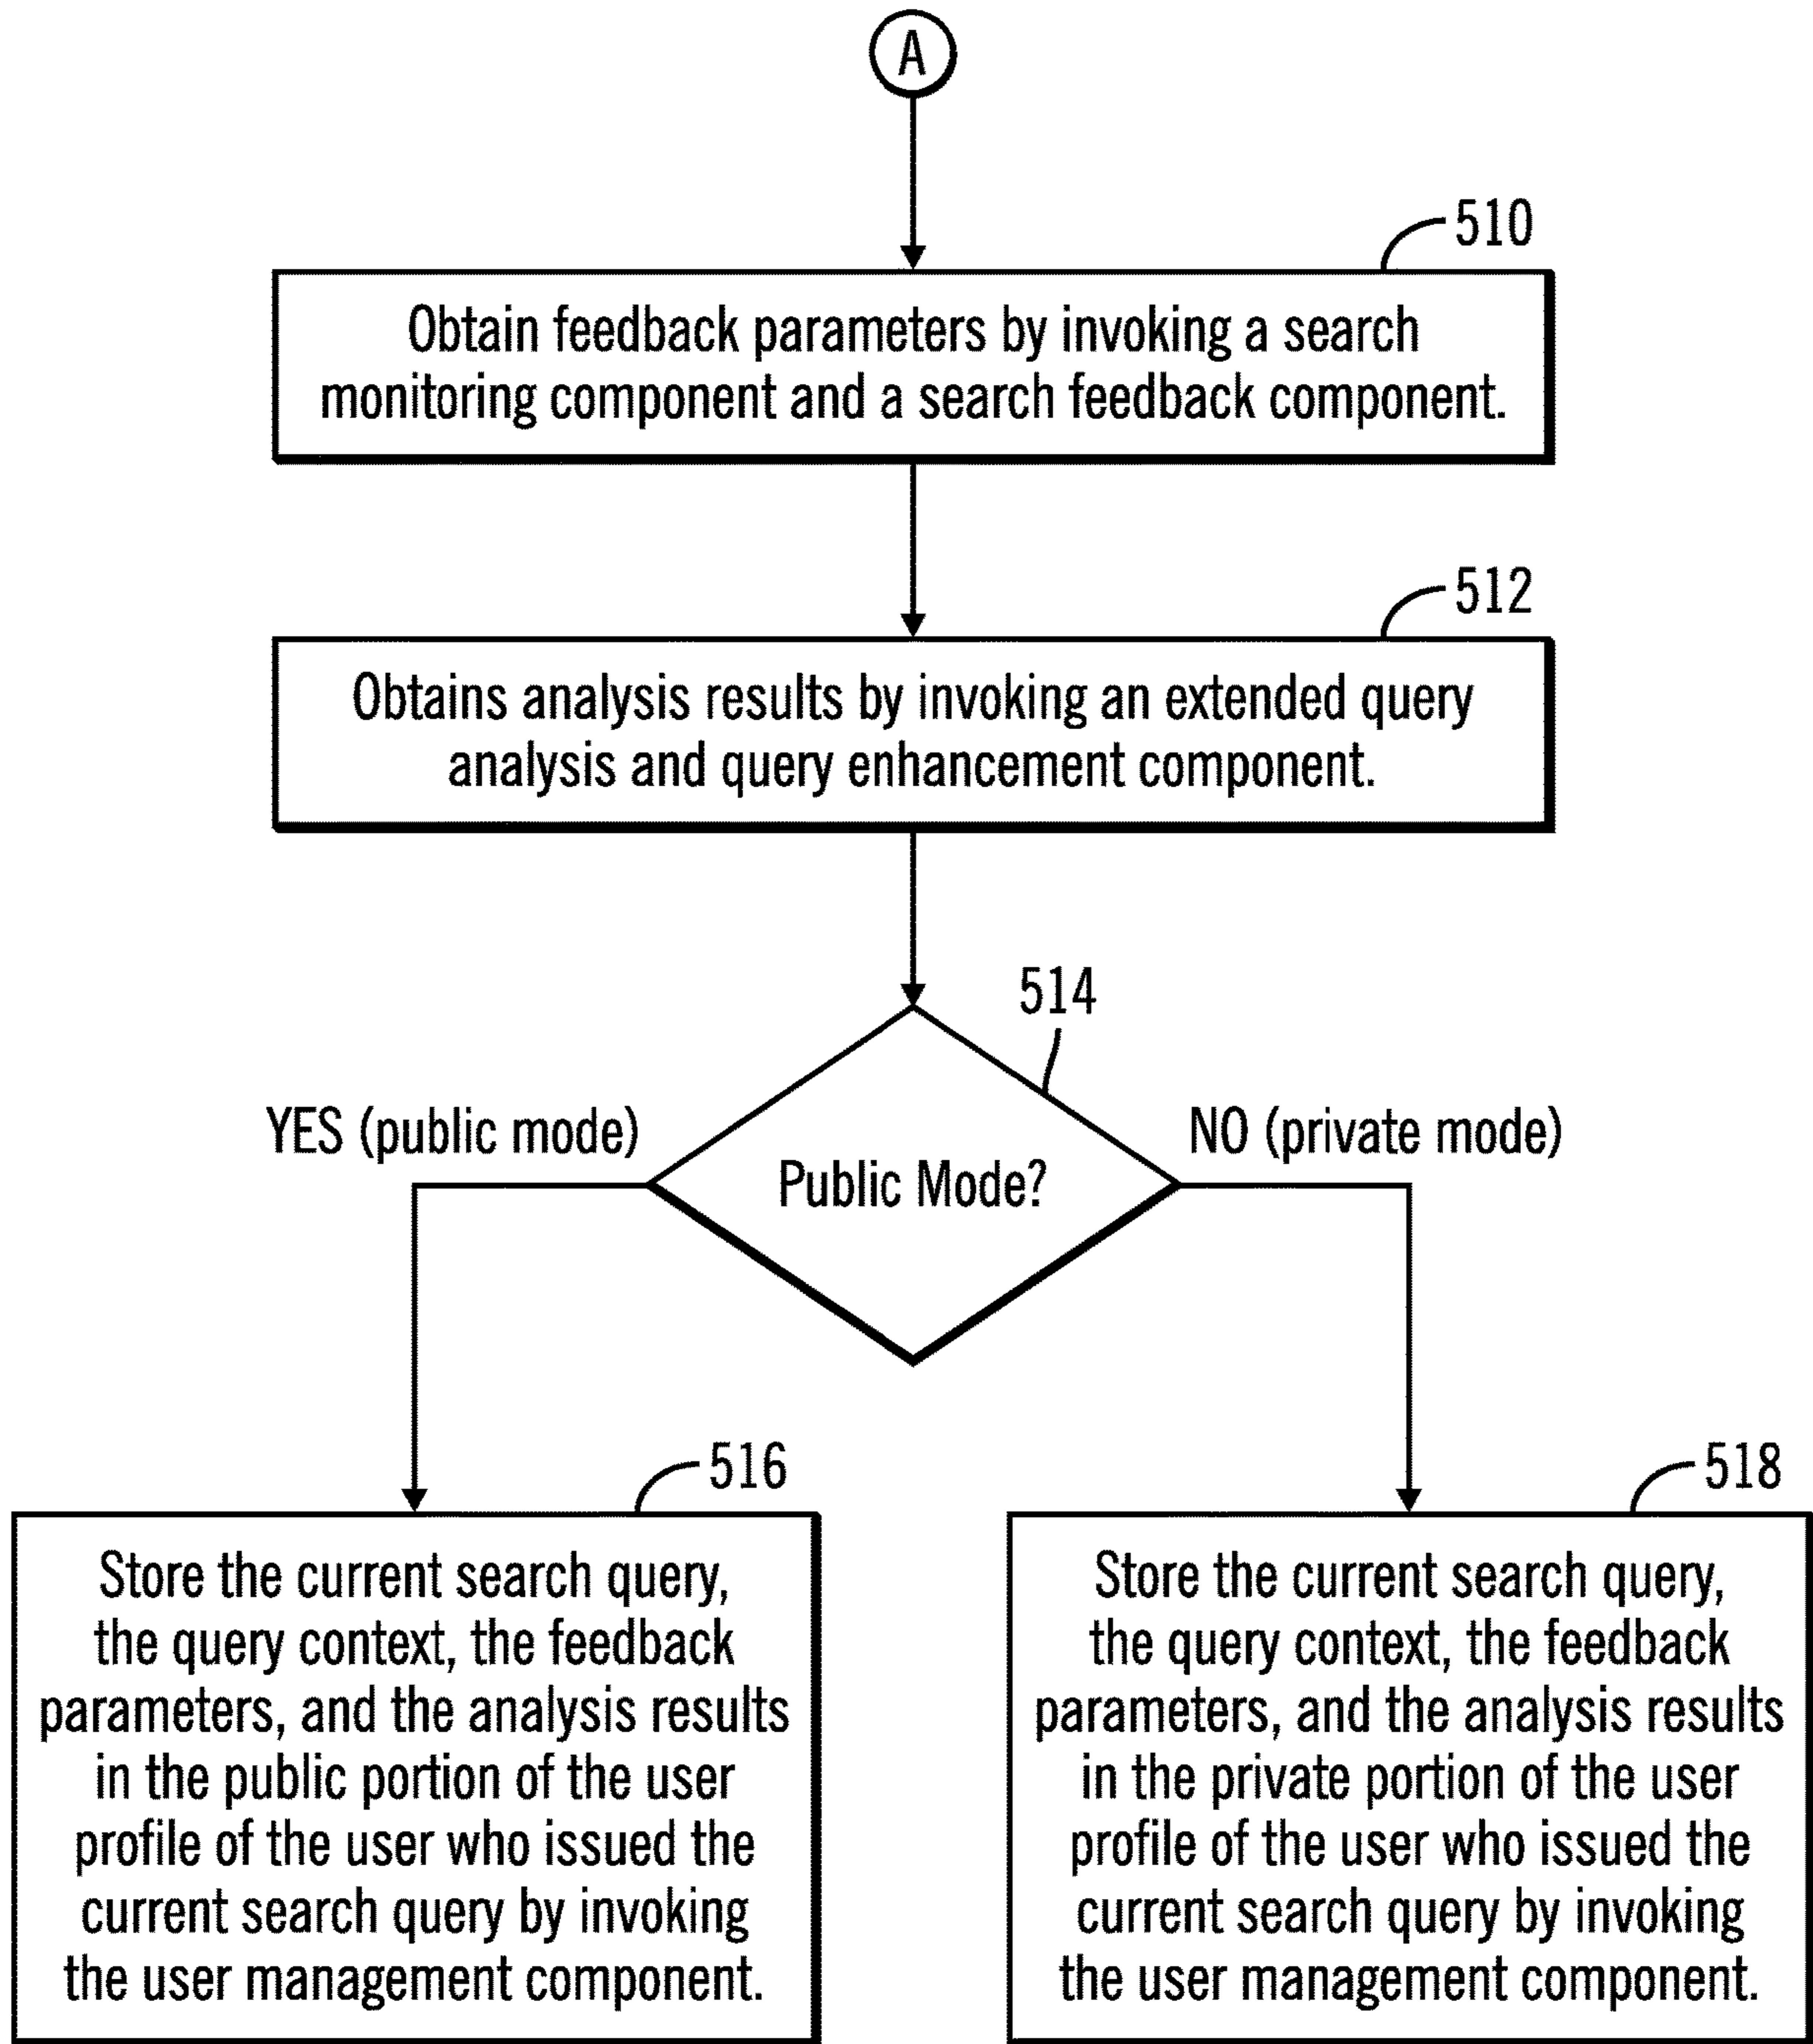 A
510
Obtain feedback parameters by invoking a search
monitoring component and a search feedback component.
512
Obtains analysis results by invoking an extended query
analysis and query enhancement component.
514
YES (public mode)
NO (private mode)
Public Mode?
516
Store the current search query,
the query context, the feedback
parameters, and the analysis results
in the public portion of the user
profile of the user who issued the
current search query by invoking
the user management component.
518
Store the current search query,
the query context, the feedback
parameters, and the analysis results
in the private portion of the user
profile of the user who issued the
current search query by invoking
the user management component.